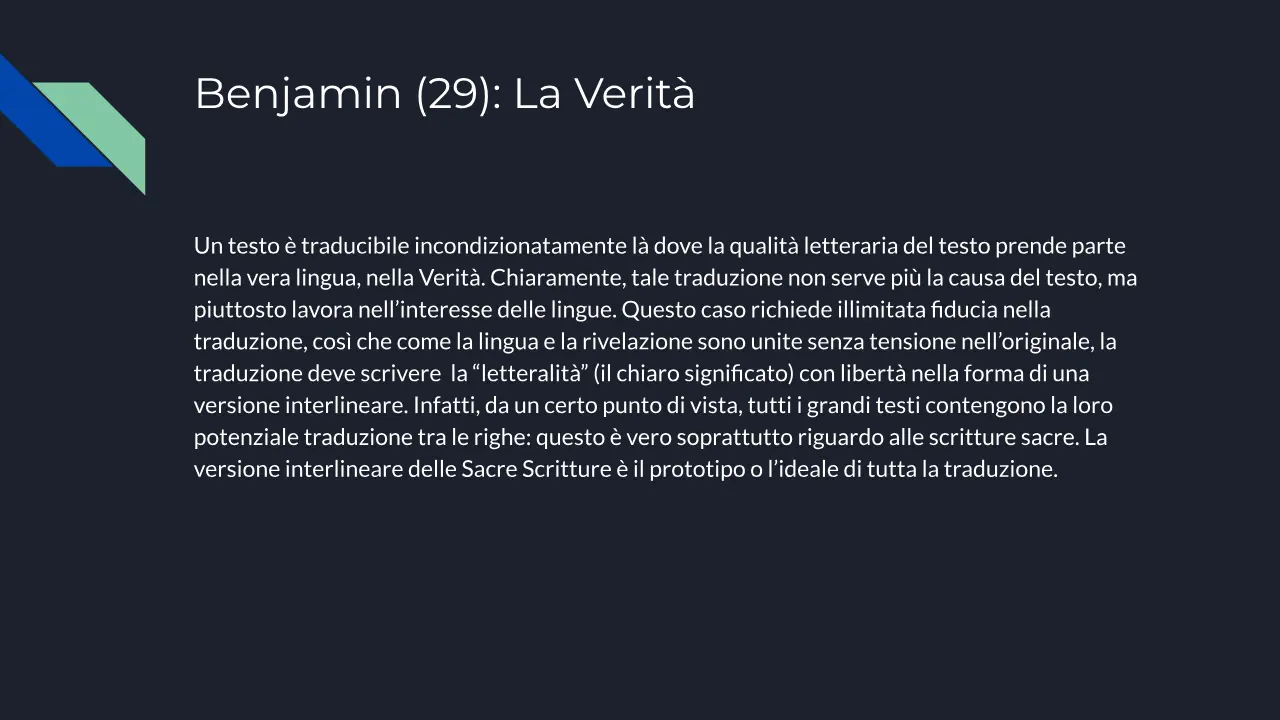 Benjamin (29): La Verità
Un testo è traducibile incondizionatamente là dove la qualità letteraria del testo prende parte
nella vera lingua, nella Verità. Chiaramente, tale traduzione non serve più la causa del testo, ma
piuttosto lavora nell’interesse delle lingue. Questo caso richiede illimitata fiducia nella
traduzione, così che come la lingua e la rivelazione sono unite senza tensione nell’originale, la
traduzione deve scrivere  la “letteralità” (il chiaro significato) con libertà nella forma di una
versione interlineare. Infatti, da un certo punto di vista, tutti i grandi testi contengono la loro
potenziale traduzione tra le righe: questo è vero soprattutto riguardo alle scritture sacre. La
versione interlineare delle Sacre Scritture è il prototipo o l’ideale di tutta la traduzione.